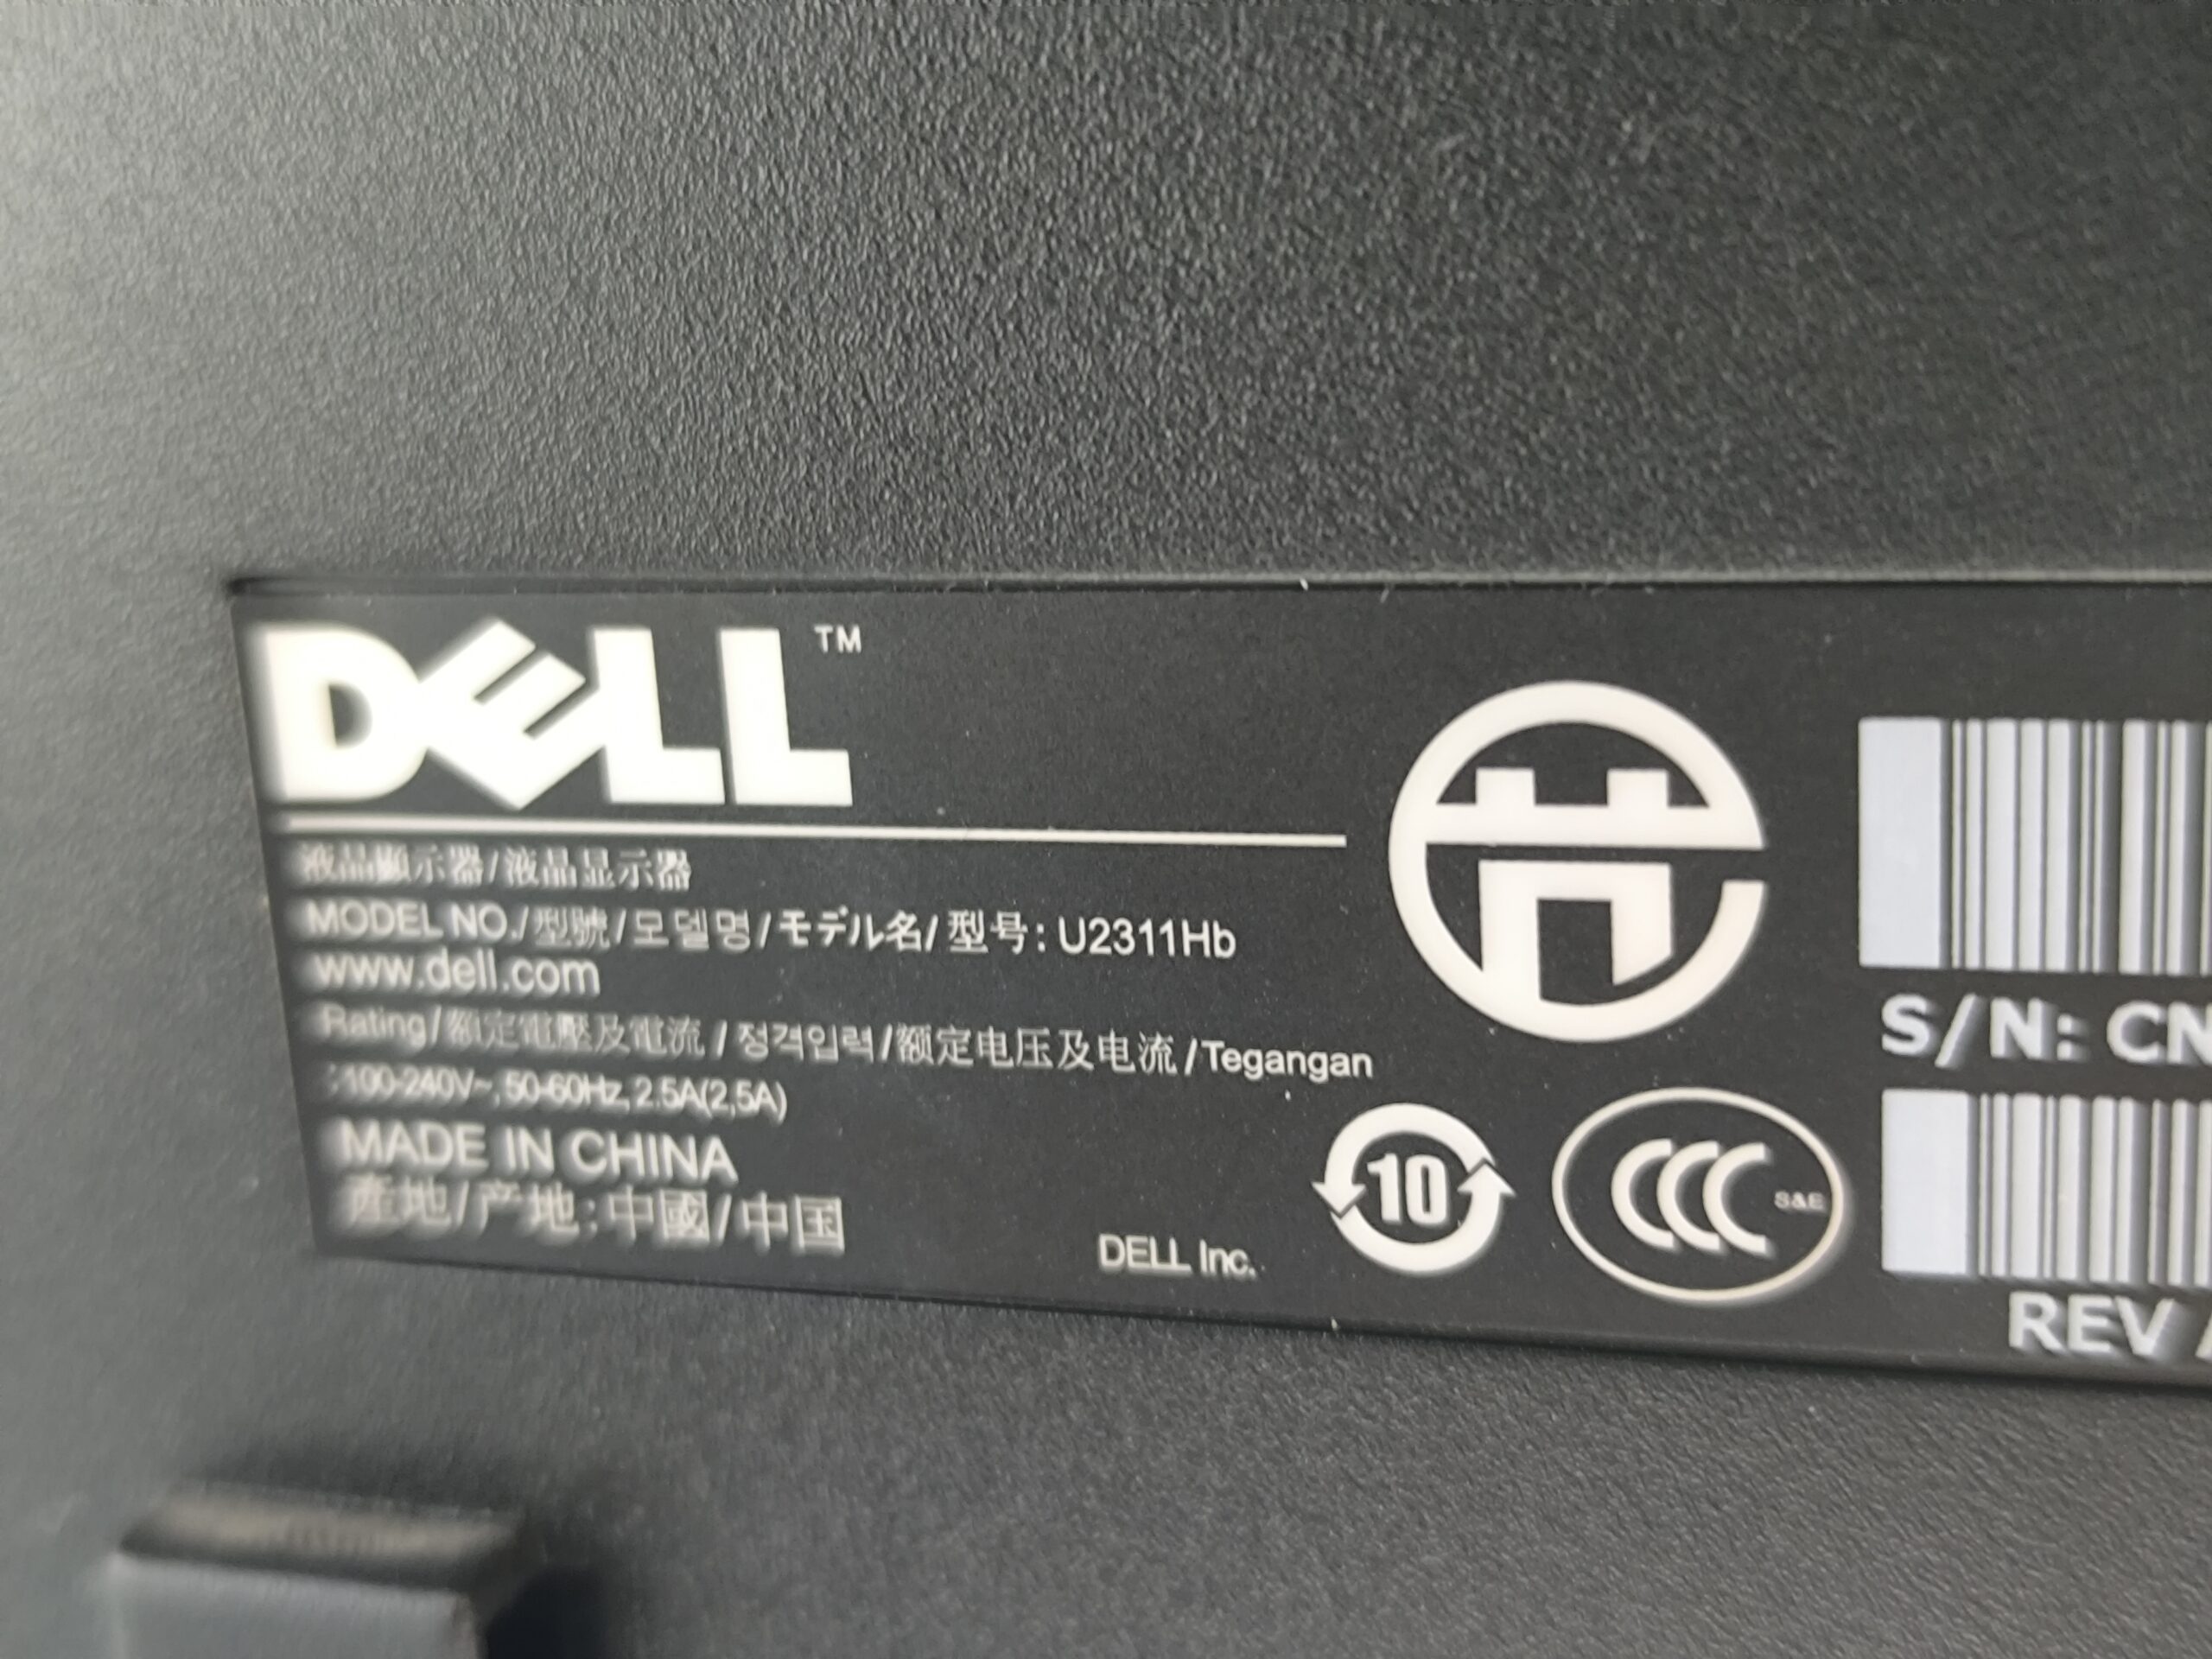 DELL™
液晶顯示器/液晶显示器
MODEL NO./型號/모델명/モデル名/型号: U2311Hb
www.dell.com
Rating/額定電壓及電流/정격입력/额定电压及电流/Tegangan
:100-240V~,50-60Hz,2.5A(2,5A)
MADE IN CHINA
產地/产地:中國/中国
DELL Inc.
10
CCC S&E
S/N: CN
REV